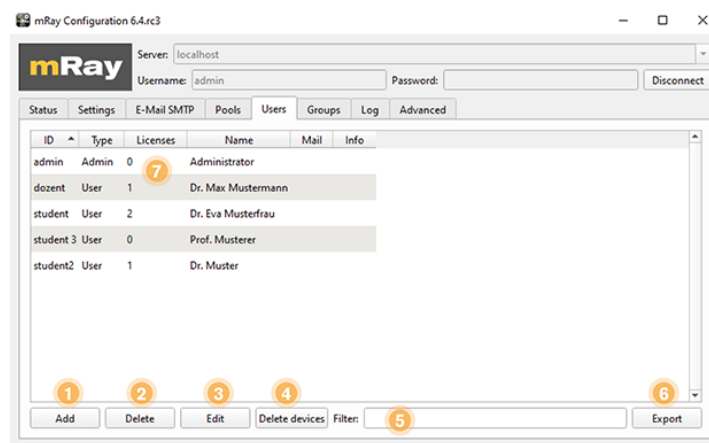 mRay Configuration 6.4.rc3
mRay
Server: localhost
Username: admin Password: Disconnect
Status Settings E-Mail SMTP Pools Users Groups Log Advanced
ID Type Licenses Name Mail Info
admin Admin 0 Administrator
7
dozent User 1 Dr. Max Mustermann
student User 2 Dr. Eva Musterfrau
student 3 User 0 Prof. Musterer
student2 User 1 Dr. Muster
1 2 3 4 6
Add Delete Edit Delete devices Filter: 5 Export